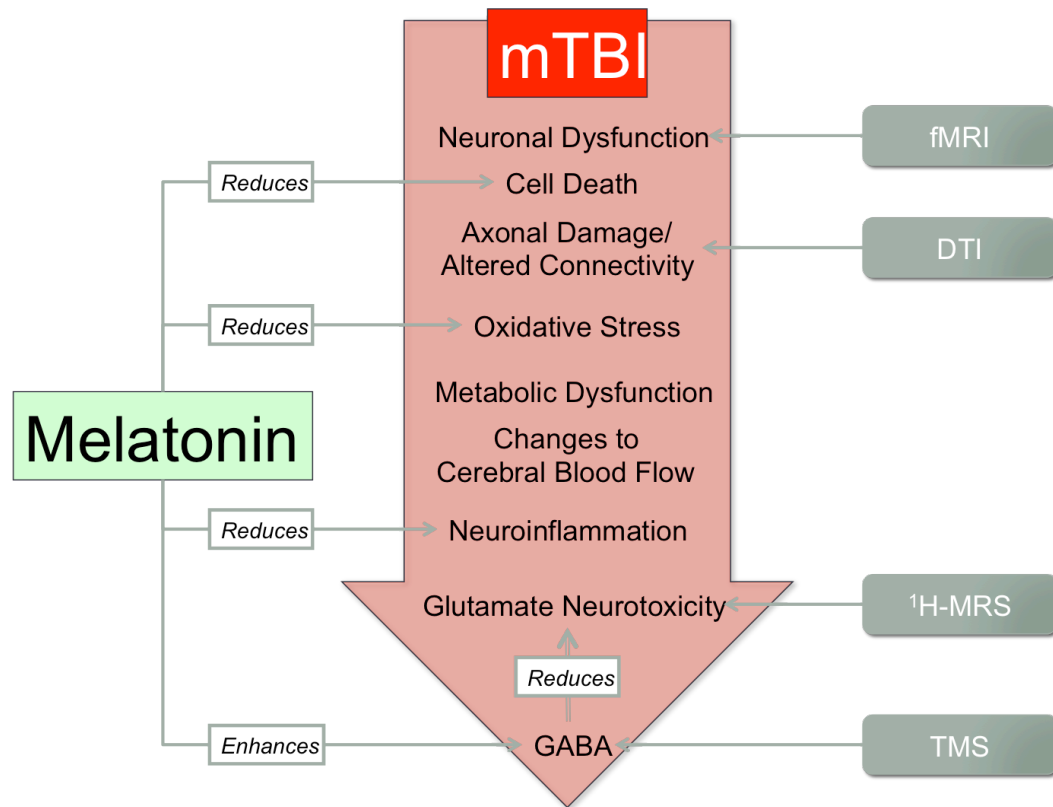 mTBI
Neuronal Dysfunction
fMRI
Reduces
Cell Death
Axonal Damage/
Altered Connectivity
DTI
Reduces
Oxidative Stress
Metabolic Dysfunction
Melatonin
Changes to
Cerebral Blood Flow
Reduces
Neuroinflammation
Glutamate Neurotoxicity
¹H-MRS
Reduces
Enhances
GABA
TMS